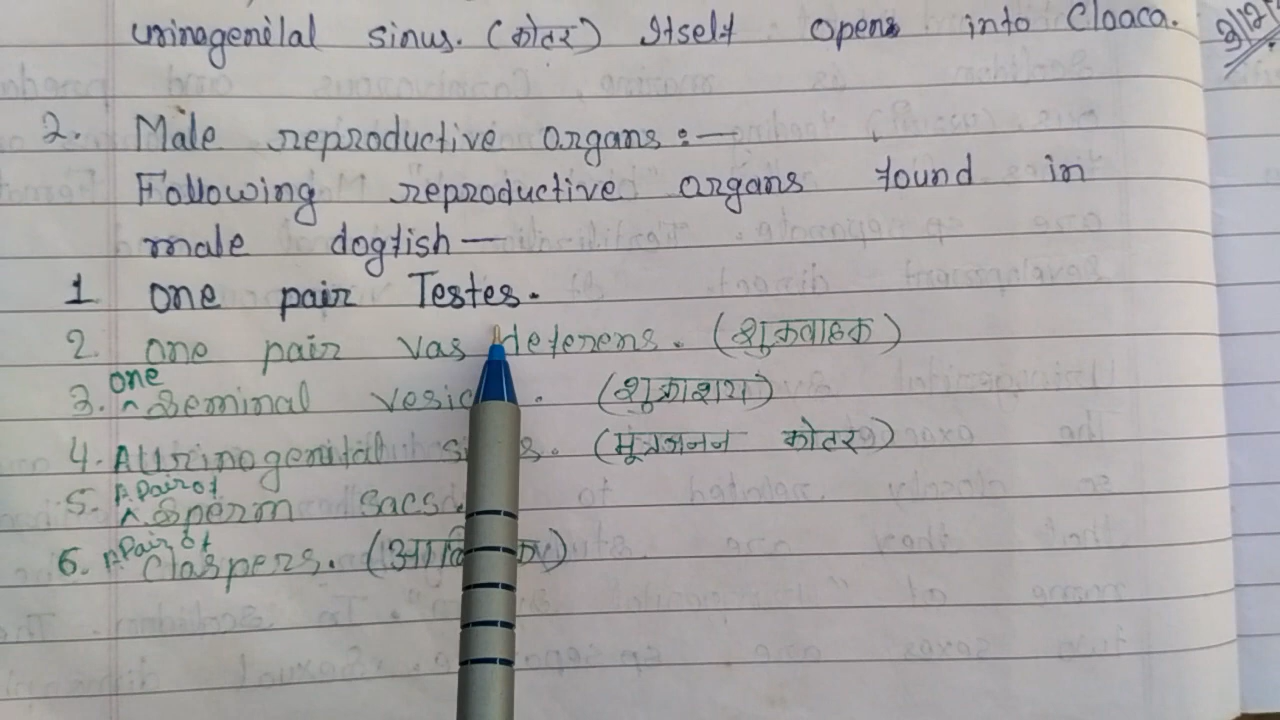 urinogenital sinus. (कोटर) Itself opens into Cloaca.
2. Male reproductive organs :—
Following reproductive organs found in
male dogfish —
1 one pair Testes.
2. one pair vas deferens. (शुक्रवाहक)
3. one Seminal (शुक्राशय)
4. A Urinogenital (मूत्रजनन कोटर)
5. A Pair of Sperm sacs
6. A Pair of Claspers.